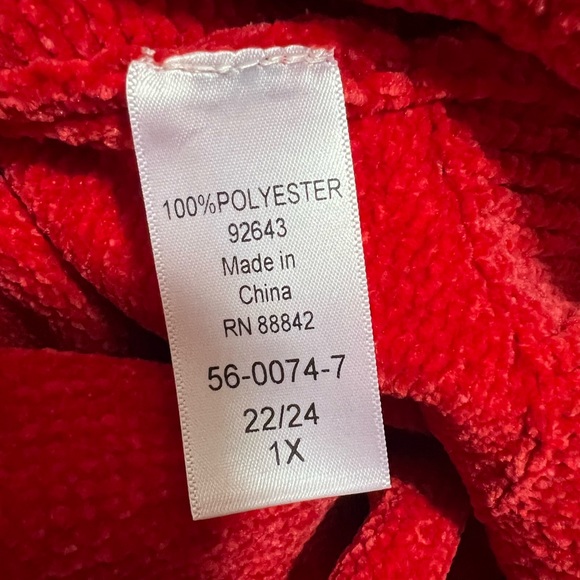 100%POLYESTER
92643
Made in
China
RN 88842
56-0074-7
22/24
1X